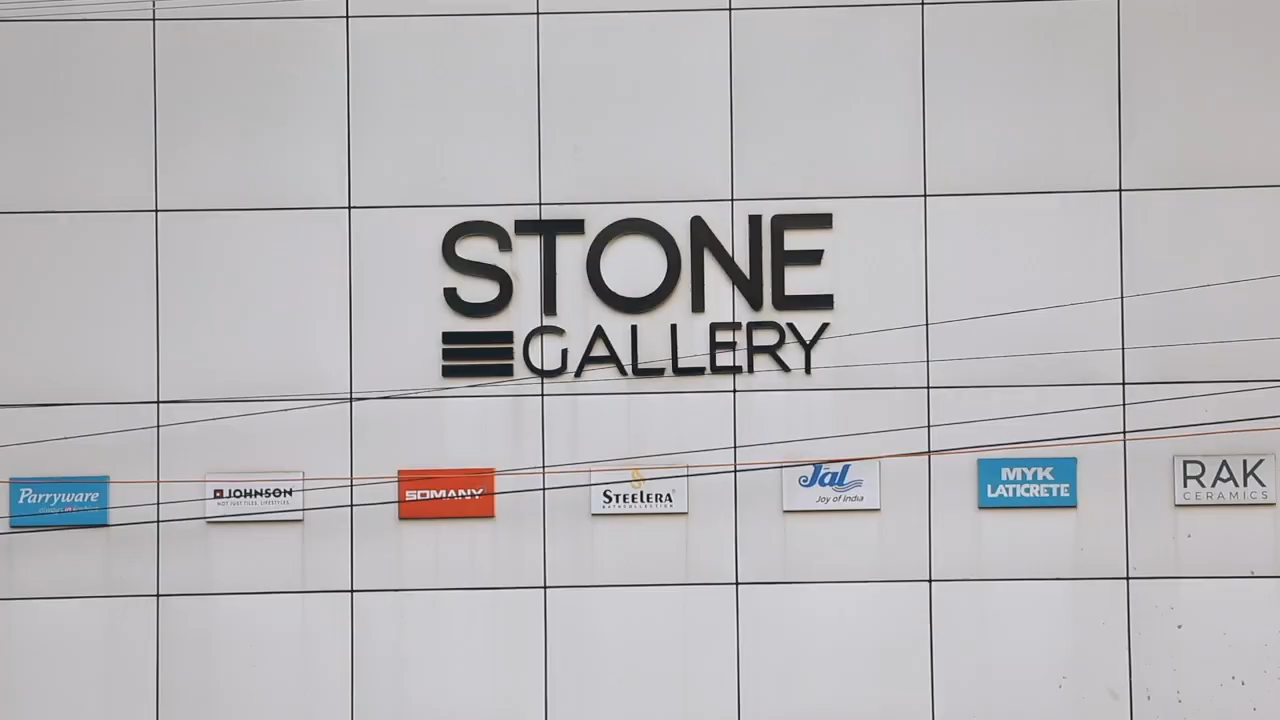 STONE
GALLERY
Parryware
JOHNSON
NOT JUST TILES, LIFESTYLES.
SOMANY
STEELERA
BATH COLLECTION
Jal
Joy of India
MYK
LATICRETE
RAK
CERAMICS